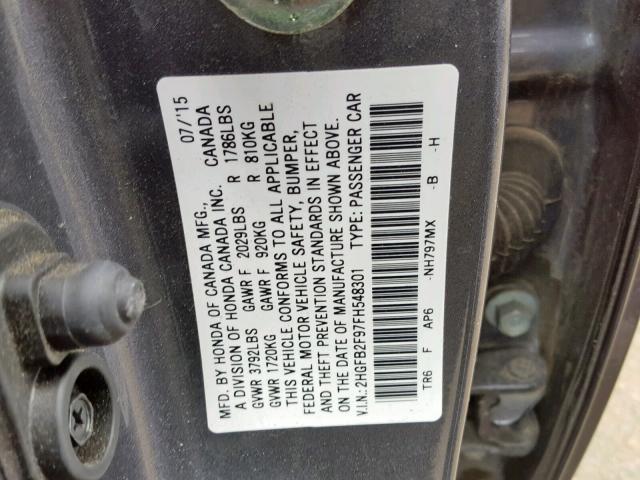 MFD. BY HONDA OF CANADA MFG., 07/'15
A DIVISION OF HONDA CANADA INC. CANADA
GVWR 3792LBS GAWR F 2029LBS R 1786LBS
GVWR 1720KG GAWR F 920KG R 810KG
THIS VEHICLE CONFORMS TO ALL APPLICABLE
FEDERAL MOTOR VEHICLE SAFETY, BUMPER,
AND THEFT PREVENTION STANDARDS IN EFFECT
ON THE DATE OF MANUFACTURE SHOWN ABOVE.
V.I.N.: 2HGFB2F97FH548301 TYPE: PASSENGER CAR
TR6 F AP6 -NH797MX -B -H